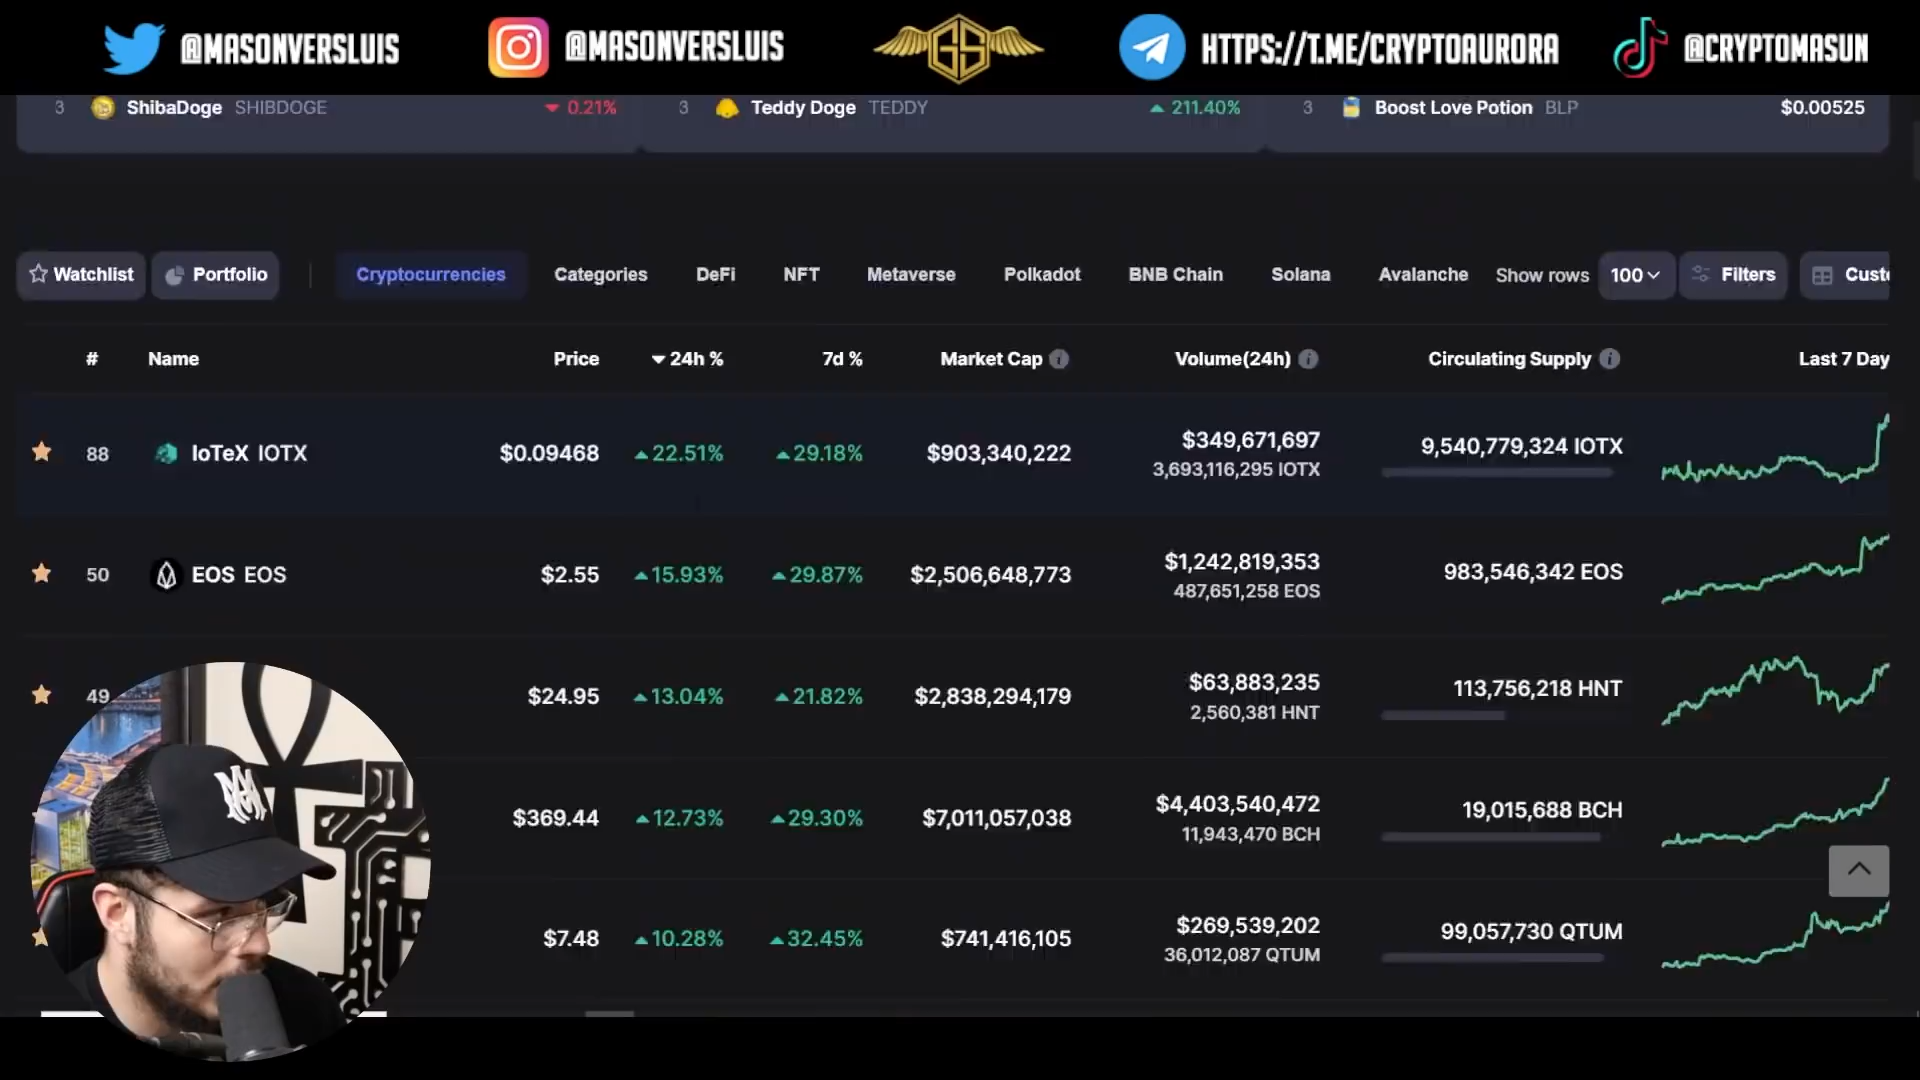 @MASONVERSLUIS @MASONVERSLUIS GS HTTPS://T.ME/CRYPTOAURORA @CRYPTOMASUN
3 ShibaDoge SHIBDOGE 0.21% 3 Teddy Doge TEDDY 211.40% 3 Boost Love Potion BLP $0.00525
Watchlist Portfolio Cryptocurrencies Categories DeFi NFT Metaverse Polkadot BNB Chain Solana Avalanche Show rows 100 Filters Custo
# Name Price 24h % 7d % Market Cap Volume(24h) Circulating Supply Last 7 Day
88 IoTeX IOTX $0.09468 22.51% 29.18% $903,340,222 $349,671,697 9,540,779,324 IOTX
3,693,116,295 IOTX
50 EOS EOS $2.55 15.93% 29.87% $2,506,648,773 $1,242,819,353 983,546,342 EOS
487,651,258 EOS
49 $24.95 13.04% 21.82% $2,838,294,179 $63,883,235 113,756,218 HNT
2,560,381 HNT
$369.44 12.73% 29.30% $7,011,057,038 $4,403,540,472 19,015,688 BCH
11,943,470 BCH
$7.48 10.28% 32.45% $741,416,105 $269,539,202 99,057,730 QTUM
36,012,087 QTUM